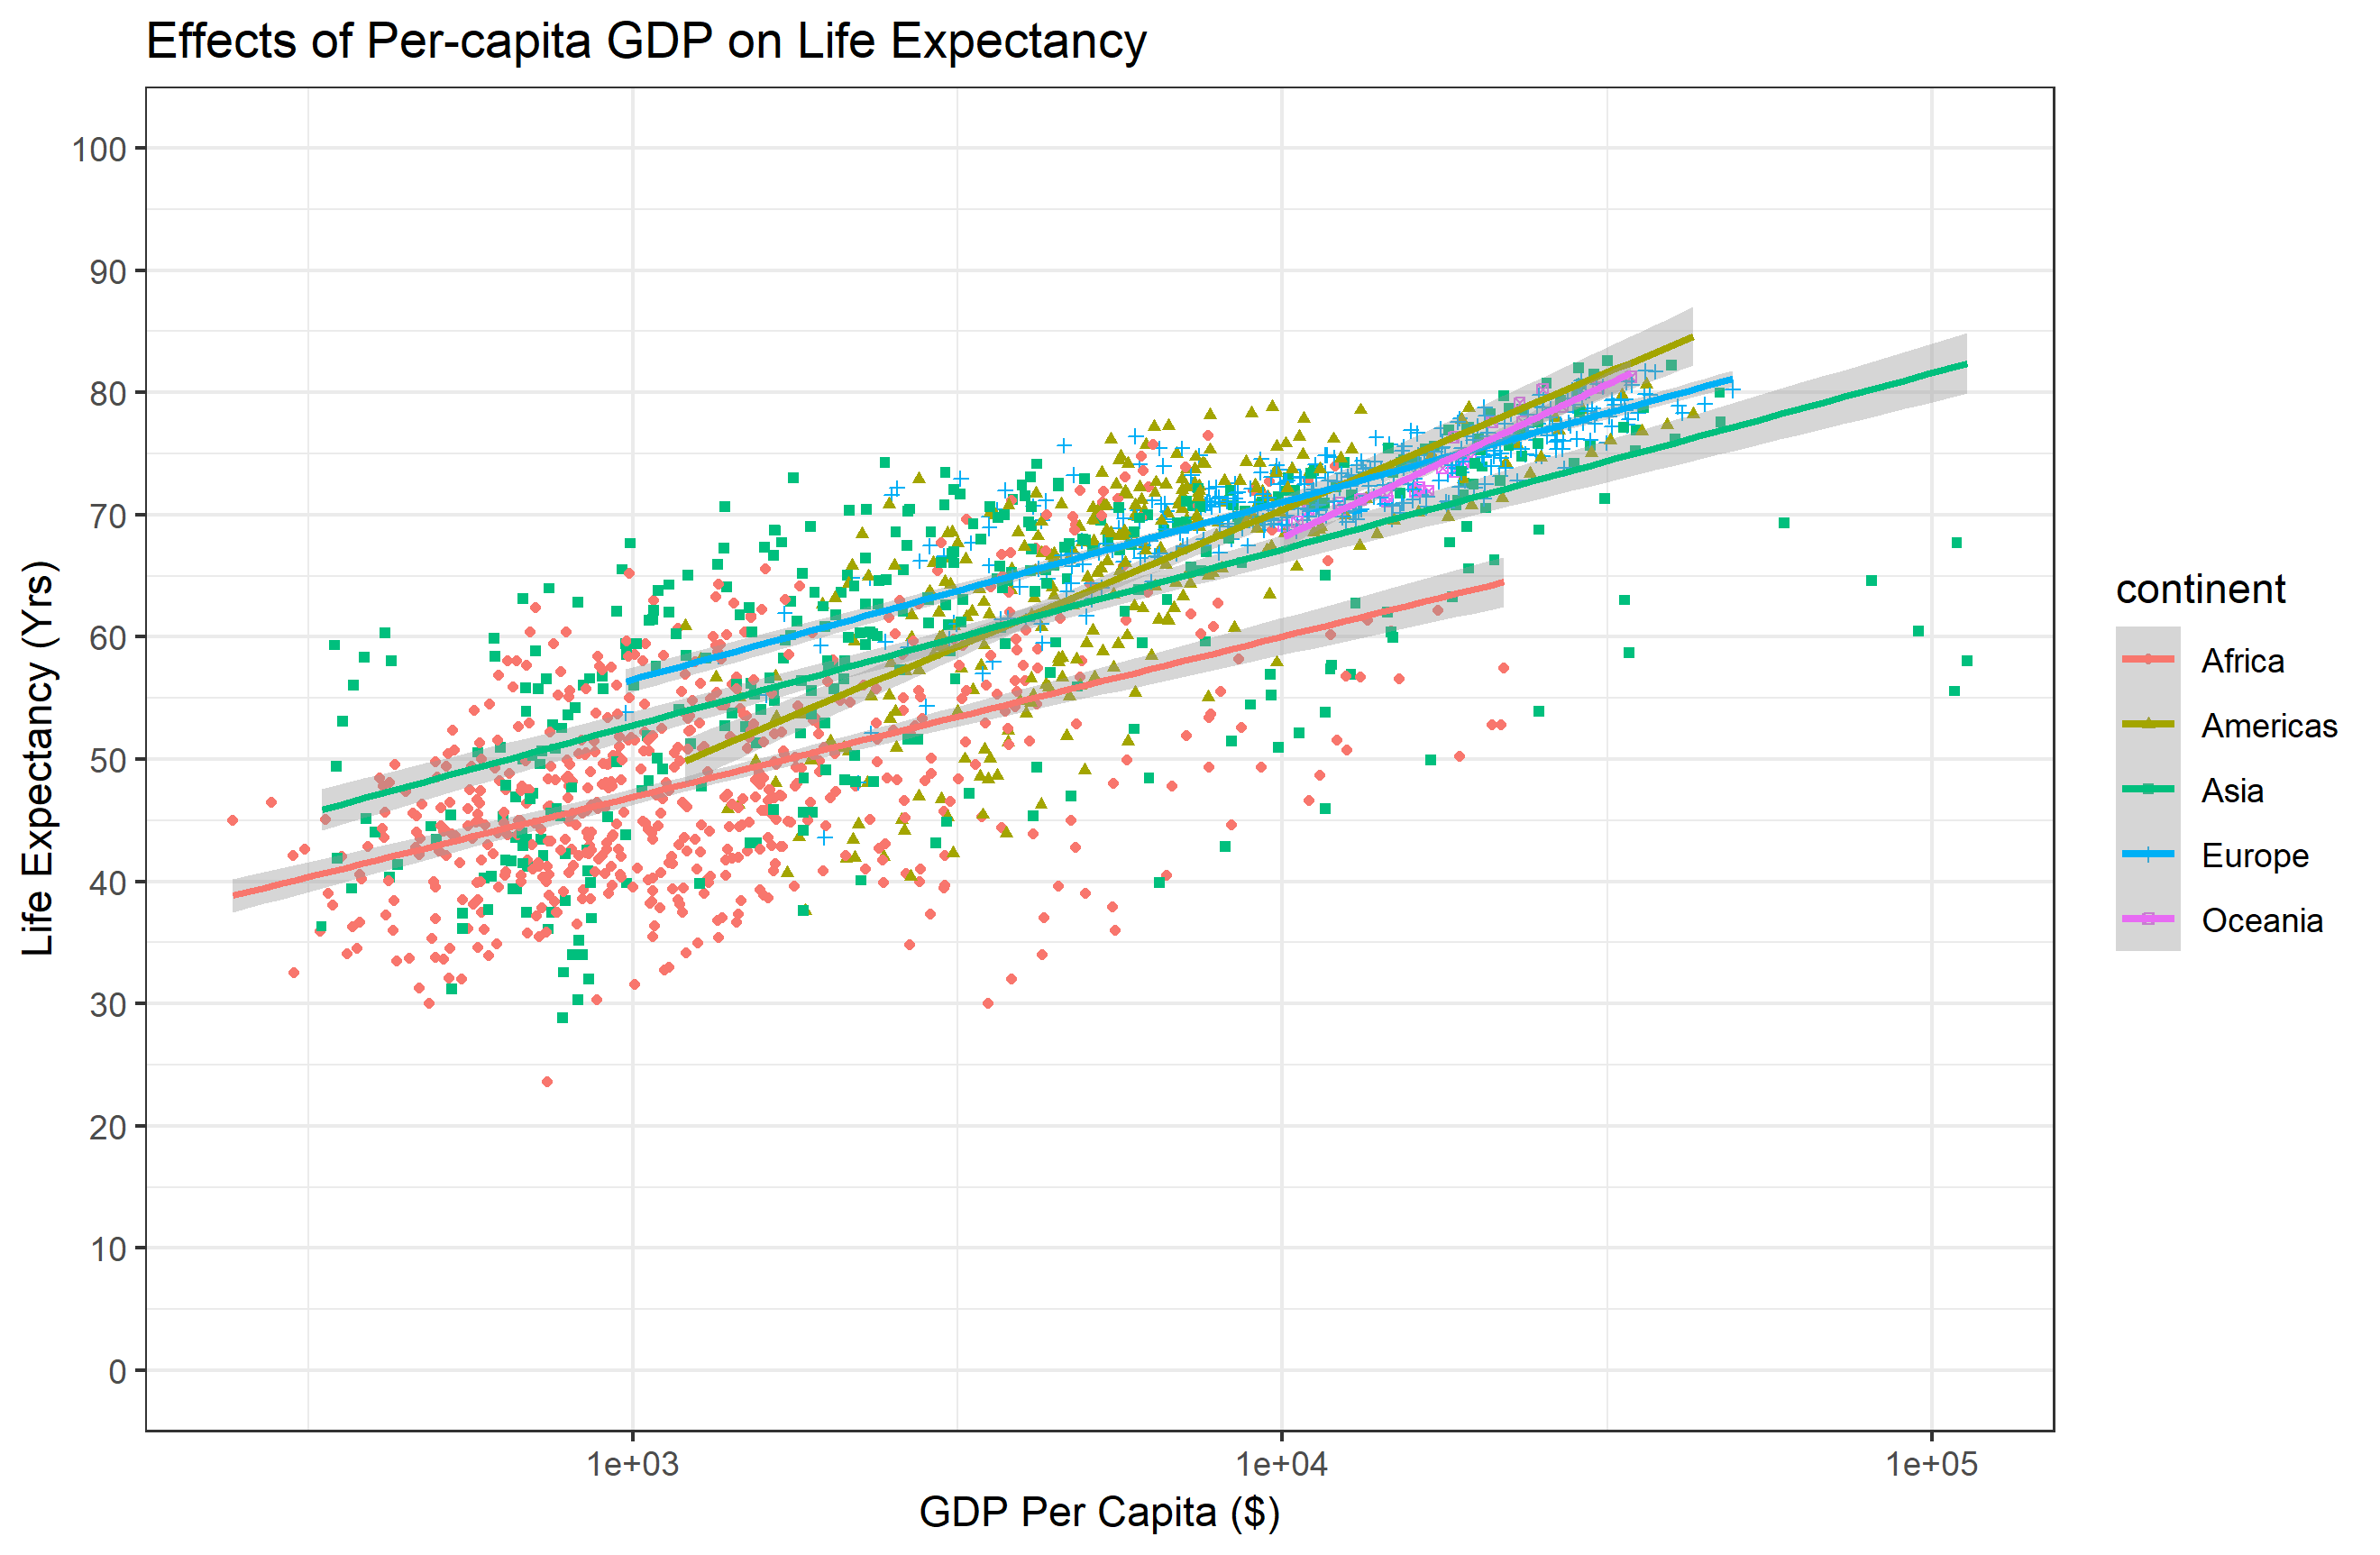 Effects of Per-capita GDP on Life Expectancy
100
90
80
70
60
50
40
30
20
10
0
Life Expectancy (Yrs)
1e+03 1e+04 1e+05
GDP Per Capita ($)
continent
Africa
Americas
Asia
Europe
Oceania